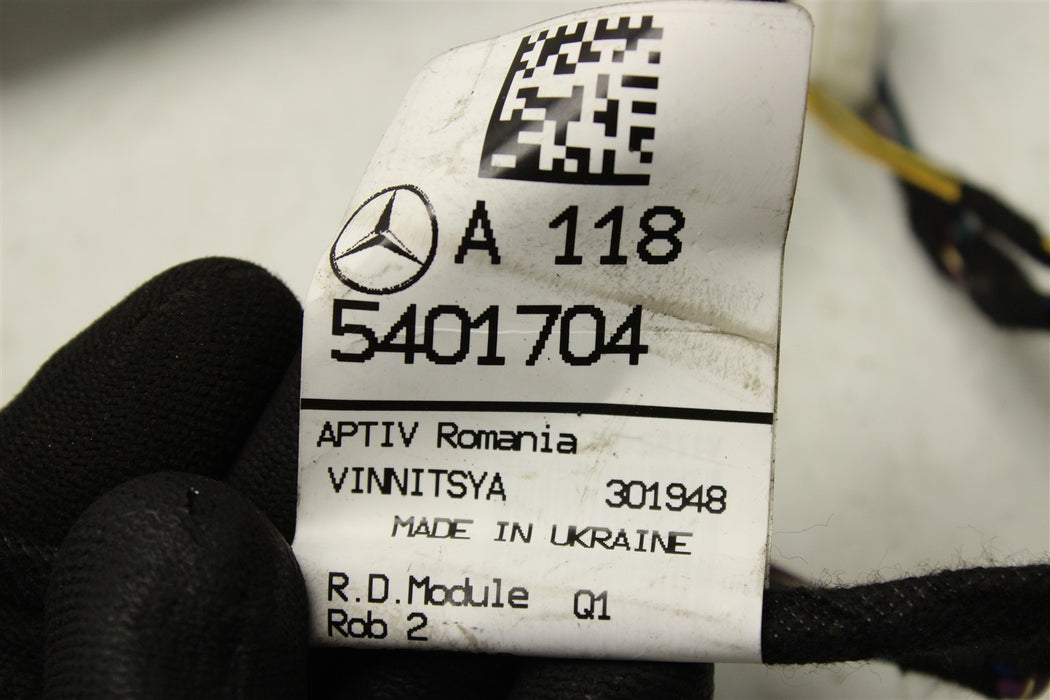 A 118
5401704
APTIV Romania
VINNITSYA 301948
MADE IN UKRAINE
R.D.Module Q1
Rob 2